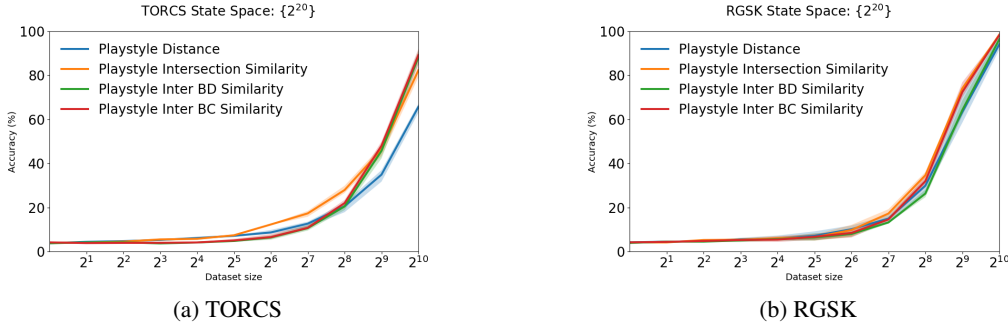 TORCS State Space: {2^20}
100
80
60
40
20
0
Accuracy (%)
Playstyle Distance
Playstyle Intersection Similarity
Playstyle Inter BD Similarity
Playstyle Inter BC Similarity
2^1 2^2 2^3 2^4 2^5 2^6 2^7 2^8 2^9 2^10
Dataset size
(a) TORCS
RGSK State Space: {2^20}
100
80
60
40
20
0
Accuracy (%)
Playstyle Distance
Playstyle Intersection Similarity
Playstyle Inter BD Similarity
Playstyle Inter BC Similarity
2^1 2^2 2^3 2^4 2^5 2^6 2^7 2^8 2^9 2^10
Dataset size
(b) RGSK